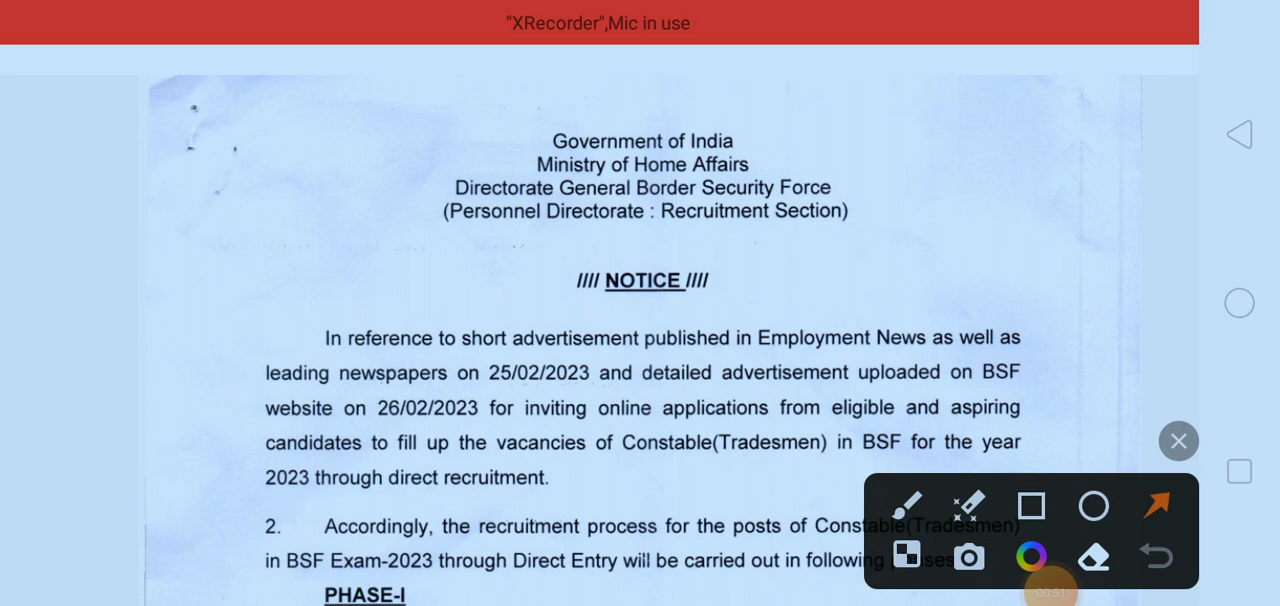 "XRecorder",Mic in use
Government of India
Ministry of Home Affairs
Directorate General Border Security Force
(Personnel Directorate : Recruitment Section)
//// NOTICE ////
In reference to short advertisement published in Employment News as well as
leading newspapers on 25/02/2023 and detailed advertisement uploaded on BSF
website on 26/02/2023 for inviting online applications from eligible and aspiring
candidates to fill up the vacancies of Constable(Tradesmen) in BSF for the year
2023 through direct recruitment.
2. Accordingly, the recruitment process for the posts of Constable(Tradesmen)
in BSF Exam-2023 through Direct Entry will be carried out in following
PHASE-I
00:51